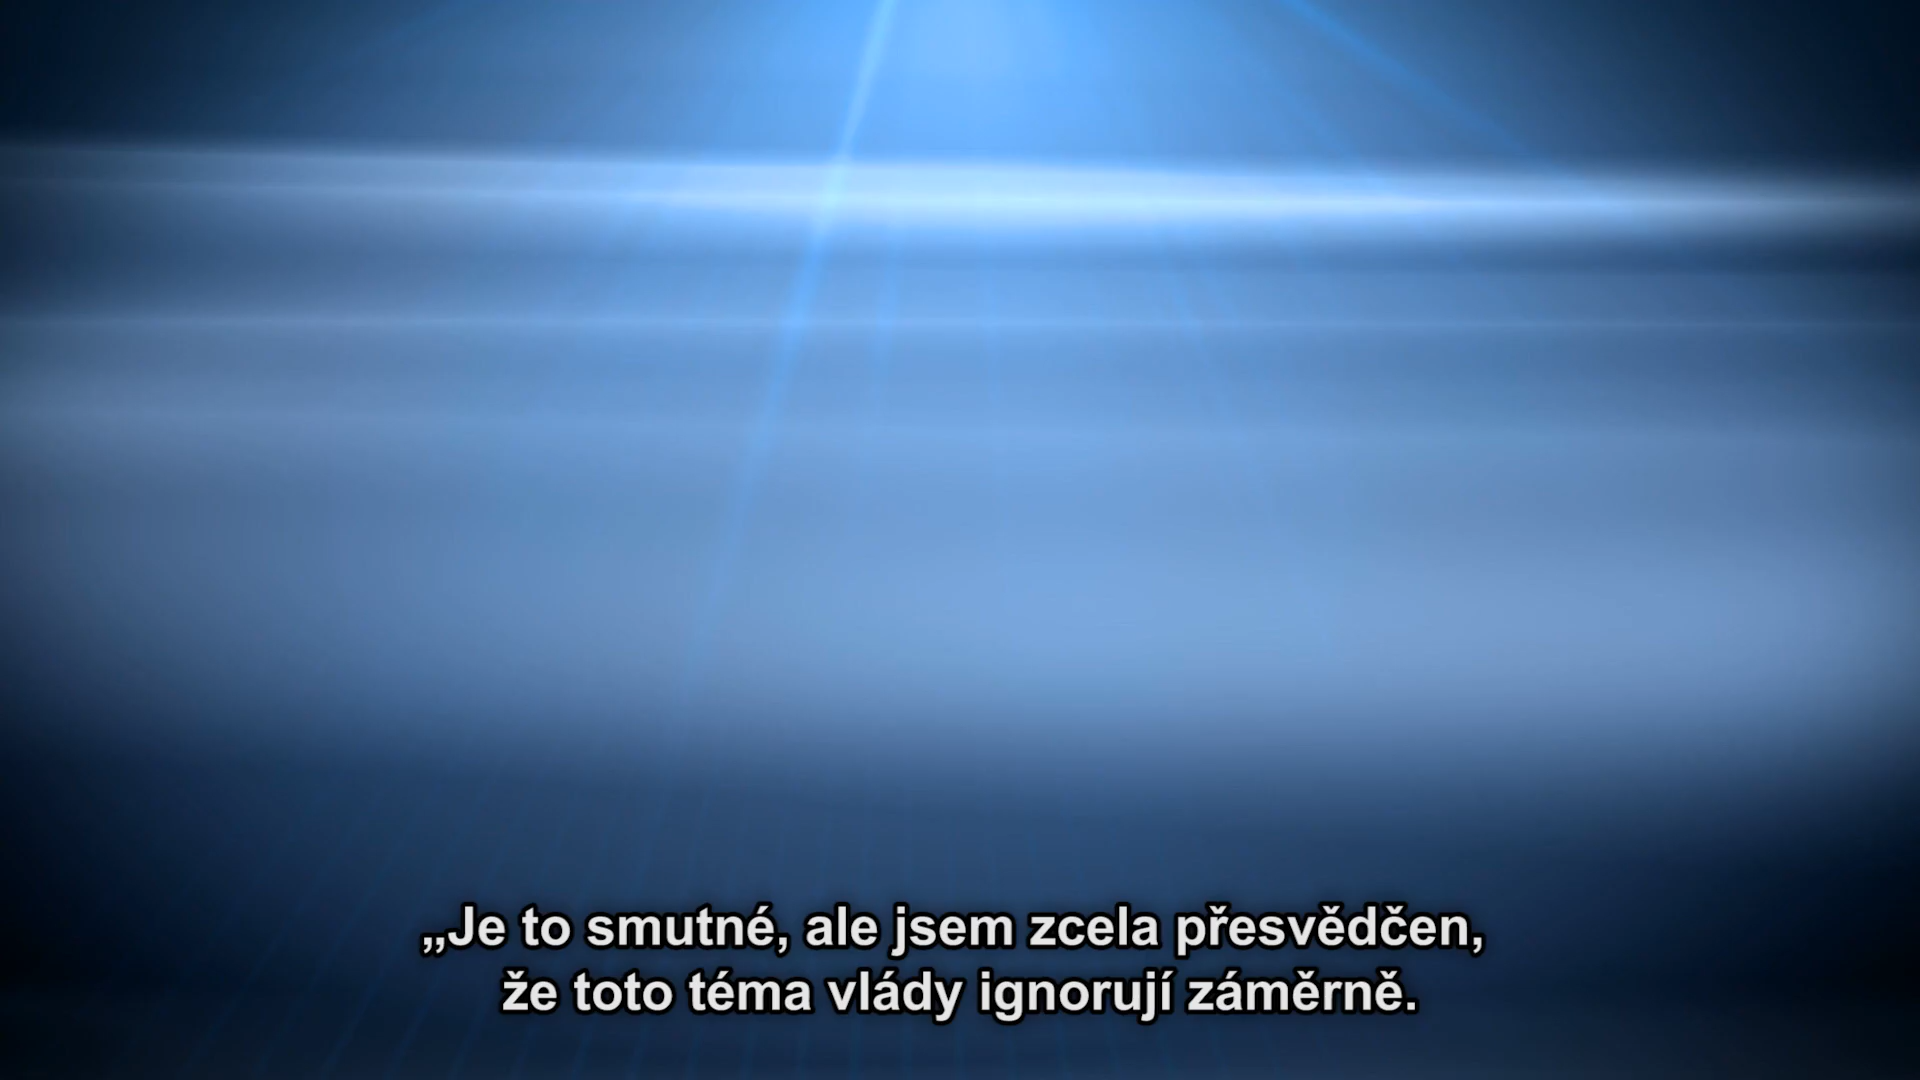 „Je to smutné, ale jsem zcela přesvědčen,
že toto téma vlády ignorují záměrně.